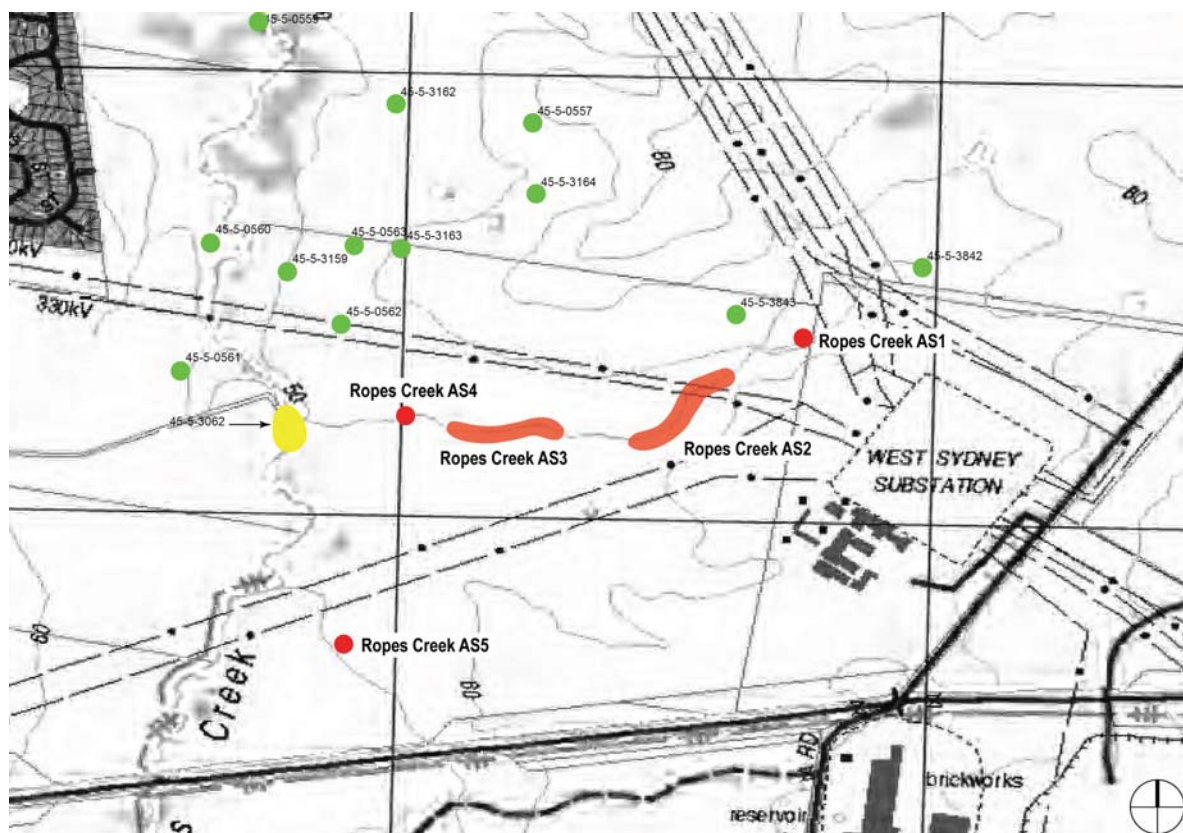 45-5-0559
45-5-3162
45-5-0557
80
80
45-5-3164
45-5-0560
45-5-0563
45-5-3163
45-5-3159
45-5-3842
330kV
45-5-0562
45-5-3843
Ropes Creek AS1
45-5-0561
Ropes Creek AS4
45-5-3062
Ropes Creek AS3
Ropes Creek AS2
WEST SYDNEY
SUBSTATION
60
Ropes Creek AS5
Creek
RD
brickworks
reservoir